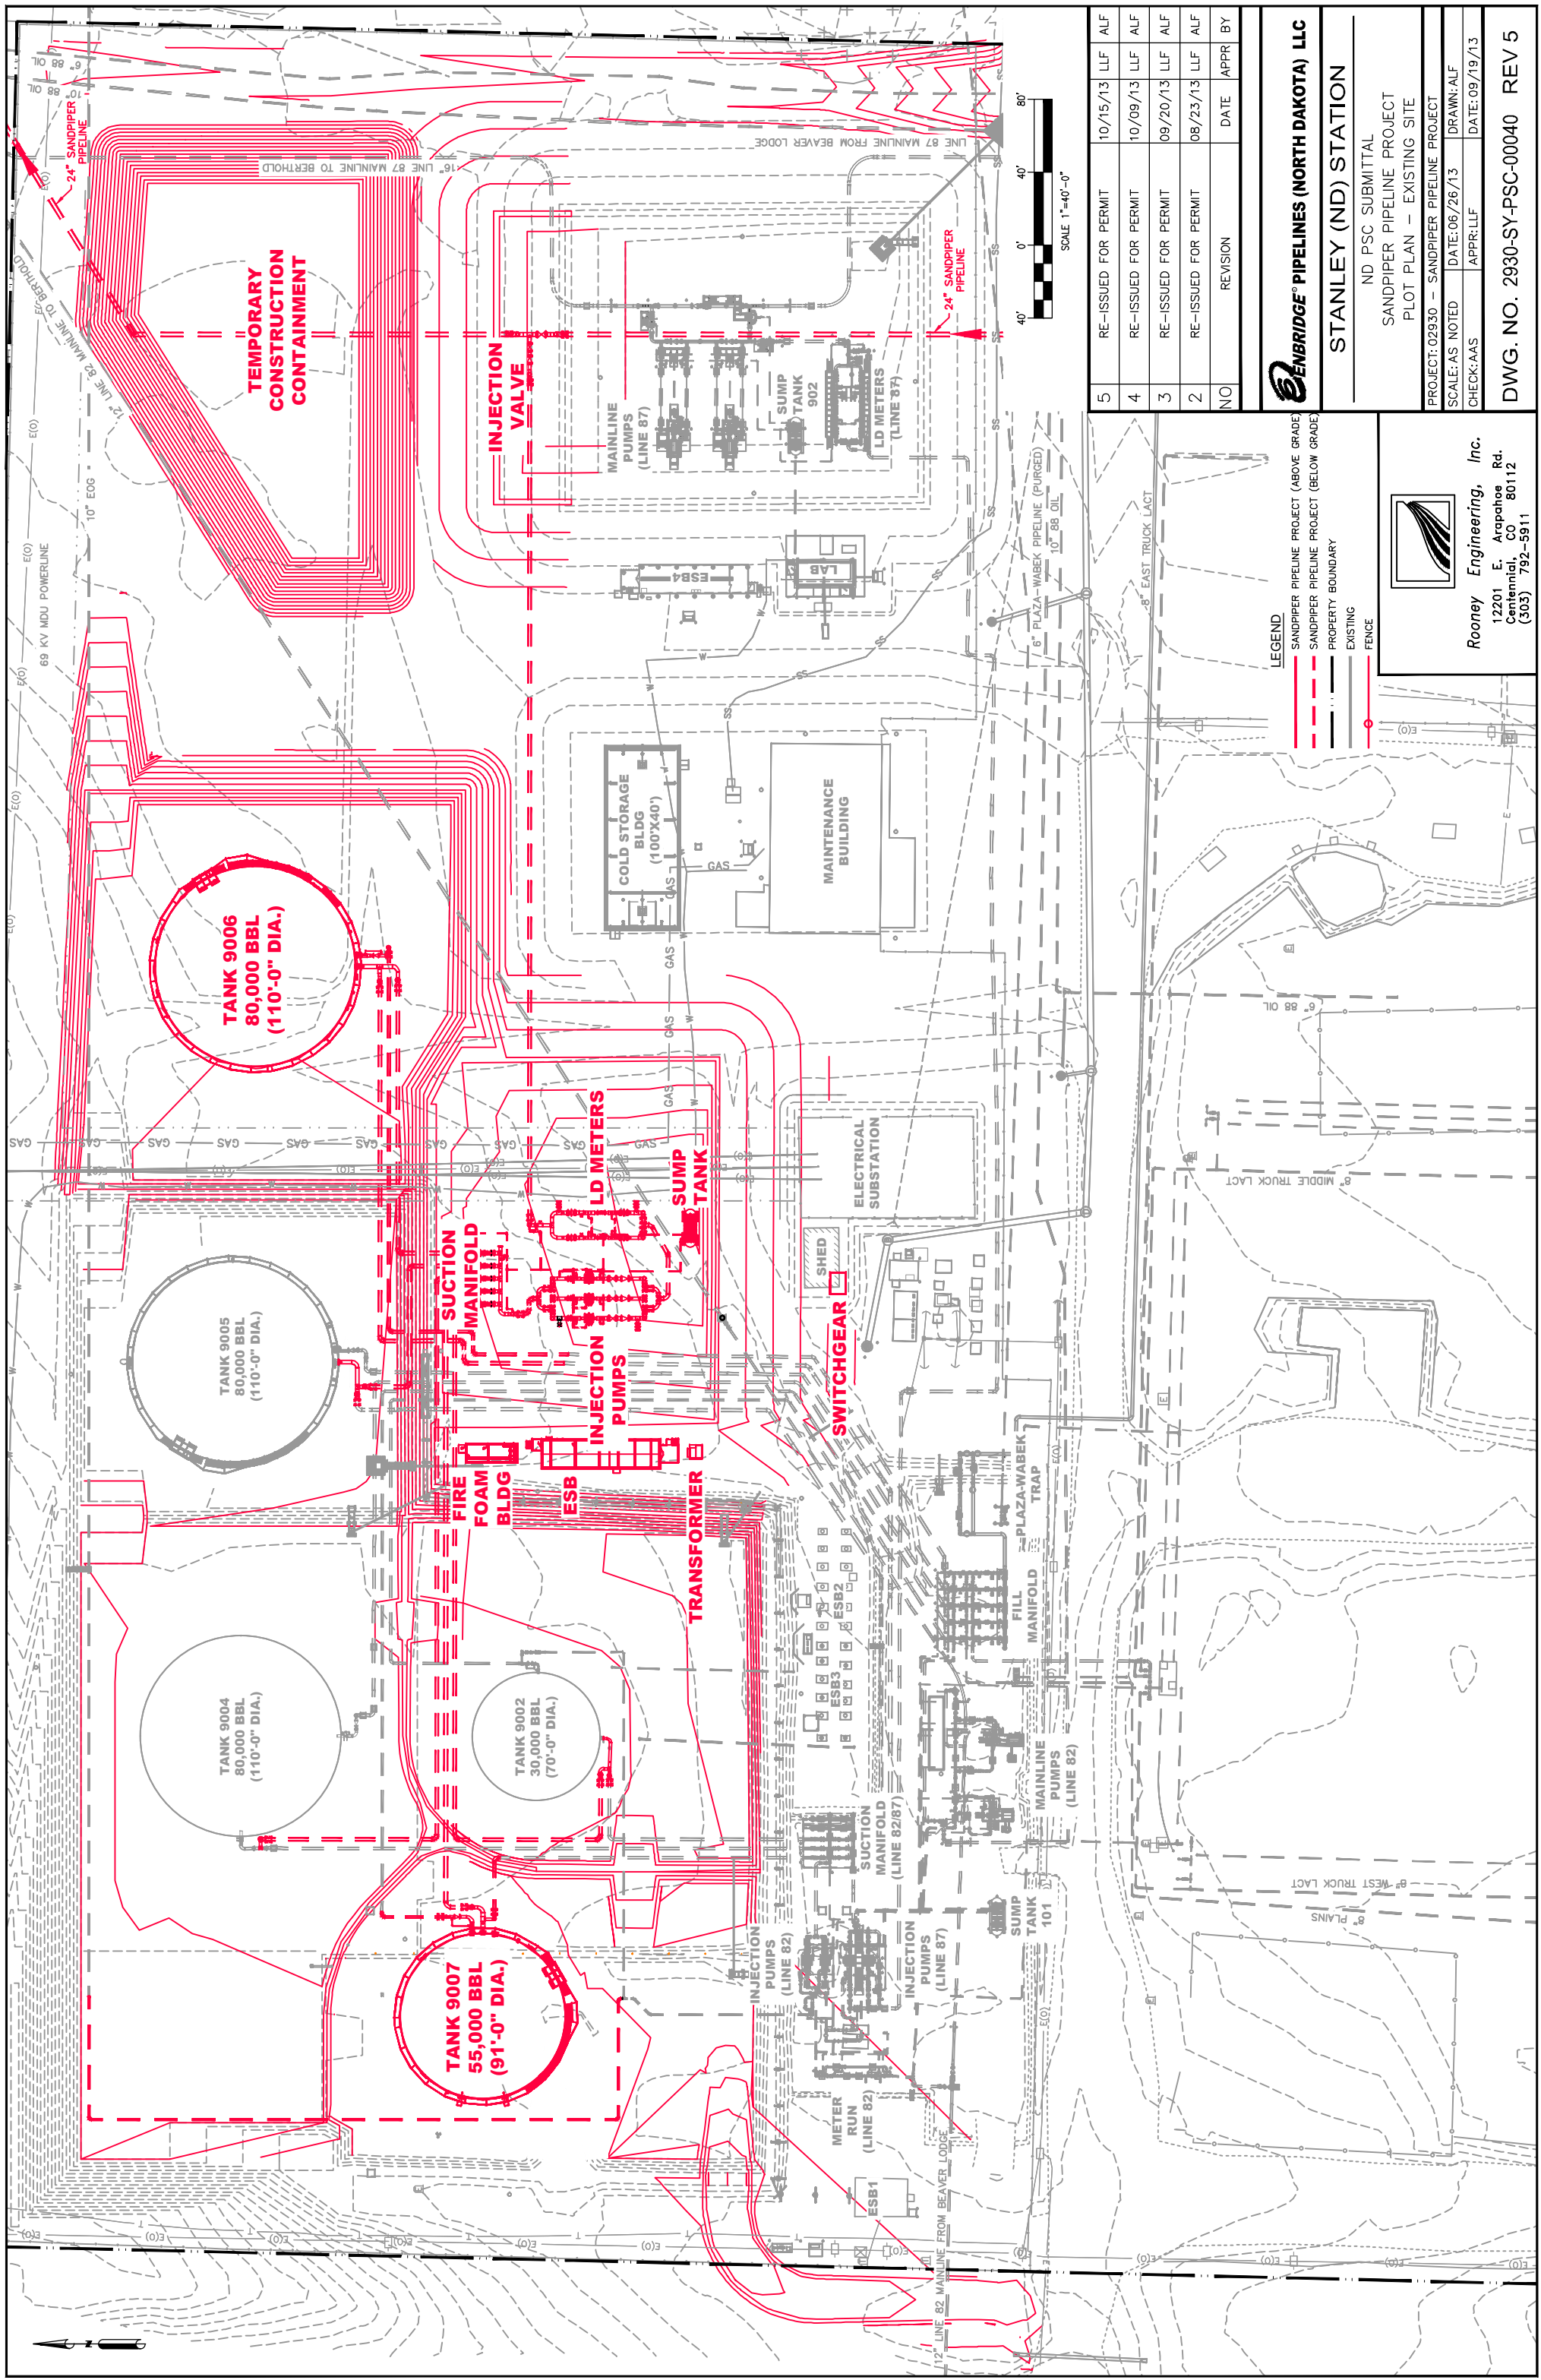 6" 88 OIL
10" 88 OIL
24" SANDPIPER
PIPELINE
12" LINE 82 MAINLINE TO BERTHOLD
16" LINE 87 MAINLINE TO BERTHOLD
LINE 87 MAINLINE FROM BEAVER LODGE
TEMPORARY
CONSTRUCTION
CONTAINMENT
10" EOG
69 KV MDU POWERLINE
INJECTION
VALVE
MAINLINE
PUMPS
(LINE 87)
SUMP
TANK
902
LD METERS
(LINE 87)
24" SANDPIPER
PIPELINE
ESB4
LAB
6" PLAZA-WABEK PIPELINE (PURGED)
10" 88 OIL
8" EAST TRUCK LACT
COLD STORAGE
BLDG
(100'X40')
MAINTENANCE
BUILDING
TANK 9006
80,000 BBL
(110'-0" DIA.)
TANK 9005
80,000 BBL
(110'-0" DIA.)
TANK 9004
80,000 BBL
(110'-0" DIA.)
TANK 9002
30,000 BBL
(70'-0" DIA.)
TANK 9007
55,000 BBL
(91'-0" DIA.)
SUCTION
MANIFOLD
LD METERS
SUMP
TANK
INJECTION
PUMPS
FIRE
FOAM
BLDG
ESB
TRANSFORMER
SWITCHGEAR
SHED
ELECTRICAL
SUBSTATION
6" 88 OIL
8" MIDDLE TRUCK LACT
PLAZA-WABEK
TRAP
FILL
MANIFOLD
ESB2
ESB3
MAINLINE
PUMPS
(LINE 82)
SUCTION
MANIFOLD
(LINE 82/87)
INJECTION
PUMPS
(LINE 82)
INJECTION
PUMPS
(LINE 87)
SUMP
TANK
101
METER
RUN
(LINE 82)
ESB1
12" LINE 82 MAINLINE FROM BEAVER LODGE
8" WEST TRUCK LACT
8" PLAINS
GAS
E(O)
W
SS
T
E
N
40' 0' 40' 80'
SCALE 1"=40'-0"
LEGEND
SANDPIPER PIPELINE PROJECT (ABOVE GRADE)
SANDPIPER PIPELINE PROJECT (BELOW GRADE)
PROPERTY BOUNDARY
EXISTING
FENCE
Rooney Engineering, Inc.
12201 E. Arapahoe Rd.
Centennial, CO 80112
(303) 792-5911
5 RE-ISSUED FOR PERMIT 10/15/13 LLF ALF
4 RE-ISSUED FOR PERMIT 10/09/13 LLF ALF
3 RE-ISSUED FOR PERMIT 09/20/13 LLF ALF
2 RE-ISSUED FOR PERMIT 08/23/13 LLF ALF
NO REVISION DATE APPR BY
ENBRIDGE® PIPELINES (NORTH DAKOTA) LLC
STANLEY (ND) STATION
ND PSC SUBMITTAL
SANDPIPER PIPELINE PROJECT
PLOT PLAN - EXISTING SITE
PROJECT: 02930 - SANDPIPER PIPELINE PROJECT
SCALE: AS NOTED DATE: 06/26/13 DRAWN: ALF
CHECK: AAS APPR: LLF DATE: 09/19/13
DWG. NO. 2930-SY-PSC-00040 REV 5